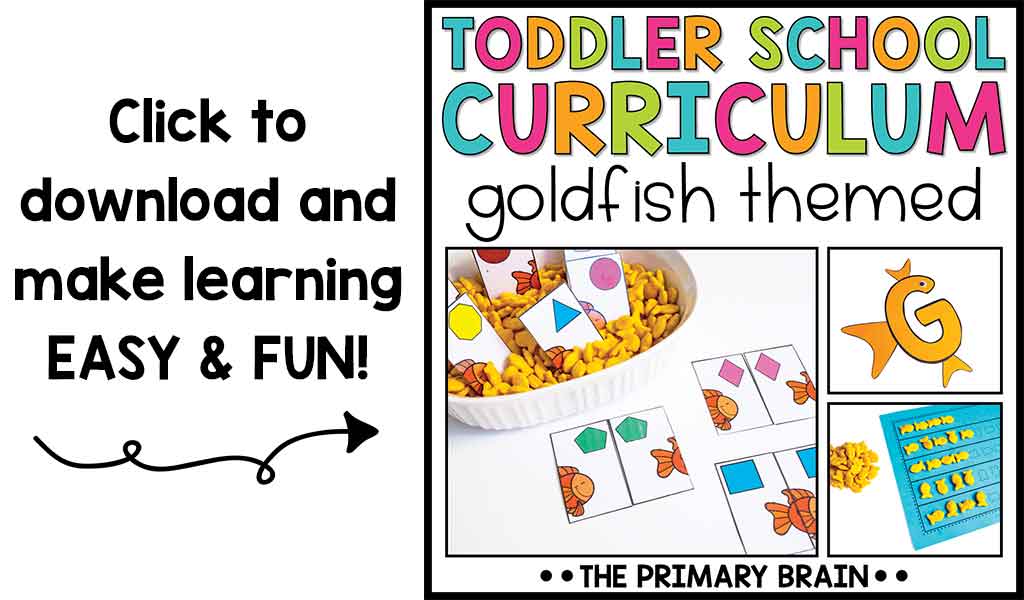 Click to
download and
make learning
EASY & FUN!
TODDLER SCHOOL
CURRICULUM
goldfish themed
G
••THE PRIMARY BRAIN••